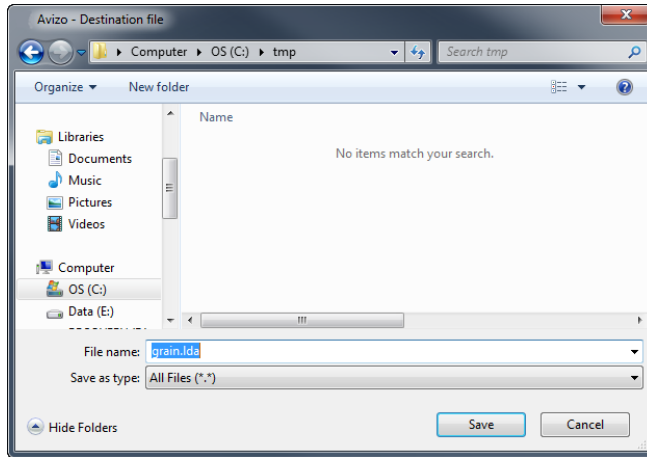 Avizo - Destination file
Computer OS (C:) tmp
Search tmp
Organize
New folder
Name
Libraries
No items match your search.
Documents
Music
Pictures
Videos
Computer
OS (C:)
Data (E:)
File name: grain.lda
Save as type: All Files (*.*)
Hide Folders
Save
Cancel